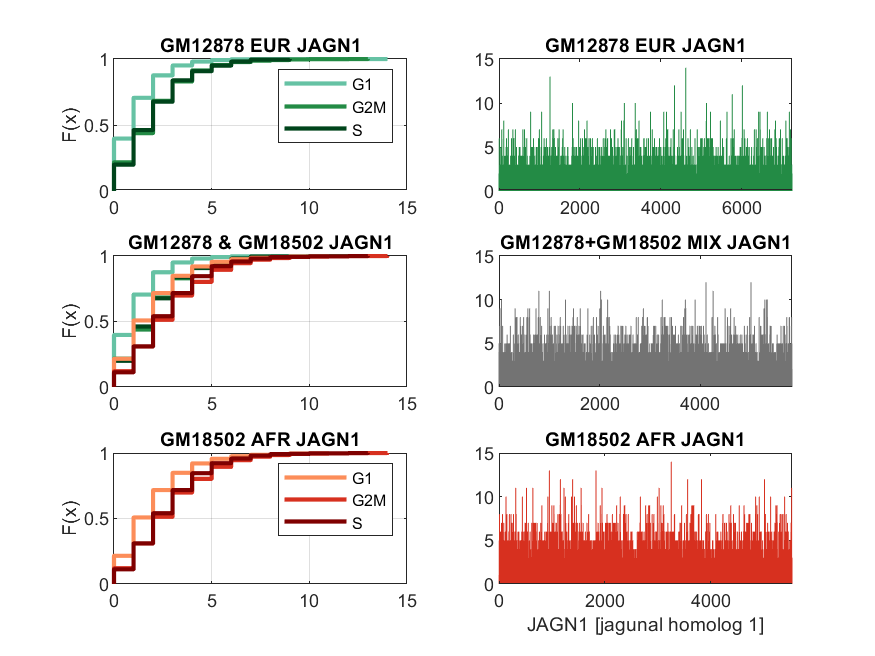 GM12878 EUR JAGN1
F(x)
1
0.5
0
0 5 10 15
G1
G2M
S
GM12878 EUR JAGN1
15
10
5
0
0 2000 4000 6000
GM12878 & GM18502 JAGN1
F(x)
1
0.5
0
0 5 10 15
GM12878+GM18502 MIX JAGN1
15
10
5
0
0 2000 4000
GM18502 AFR JAGN1
F(x)
1
0.5
0
0 5 10 15
G1
G2M
S
GM18502 AFR JAGN1
15
10
5
0
0 2000 4000
JAGN1 [jagunal homolog 1]